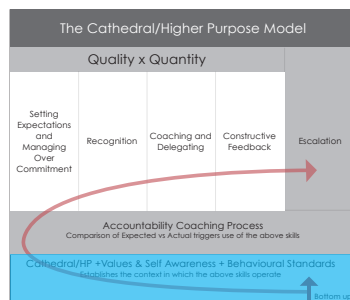 The Cathedral/Higher Purpose Model
Quality x Quantity
Setting
Expectations
and
Managing
Over
Commitment
Recognition
Coaching and
Delegating
Constructive
Feedback
Escalation
Accountability Coaching Process
Comparison of Expected vs Actual triggers use of the above skills
Cathedral/HP +Values & Self Awareness + Behavioural Standards
Establishes the context in which the above skills operate
Bottom up